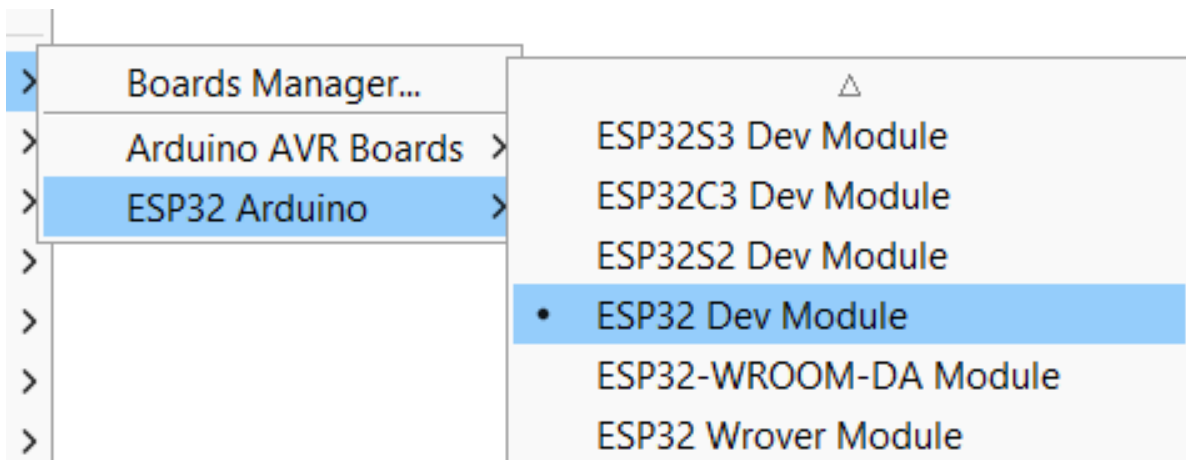 Boards Manager...
Arduino AVR Boards
ESP32 Arduino
ESP32S3 Dev Module
ESP32C3 Dev Module
ESP32S2 Dev Module
ESP32 Dev Module
ESP32-WROOM-DA Module
ESP32 Wrover Module